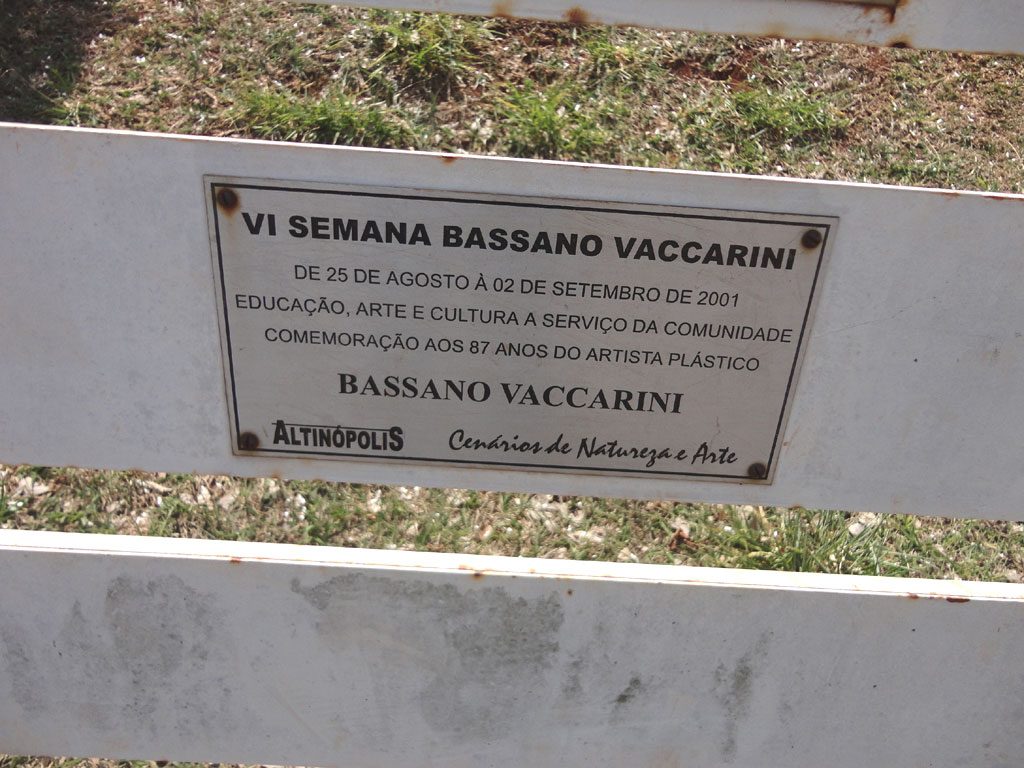 VI SEMANA BASSANO VACCARINI
DE 25 DE AGOSTO À 02 DE SETEMBRO DE 2001
EDUCAÇÃO, ARTE E CULTURA A SERVIÇO DA COMUNIDADE
COMEMORAÇÃO AOS 87 ANOS DO ARTISTA PLÁSTICO
BASSANO VACCARINI
ALTINÓPOLIS Cenários de Natureza e Arte